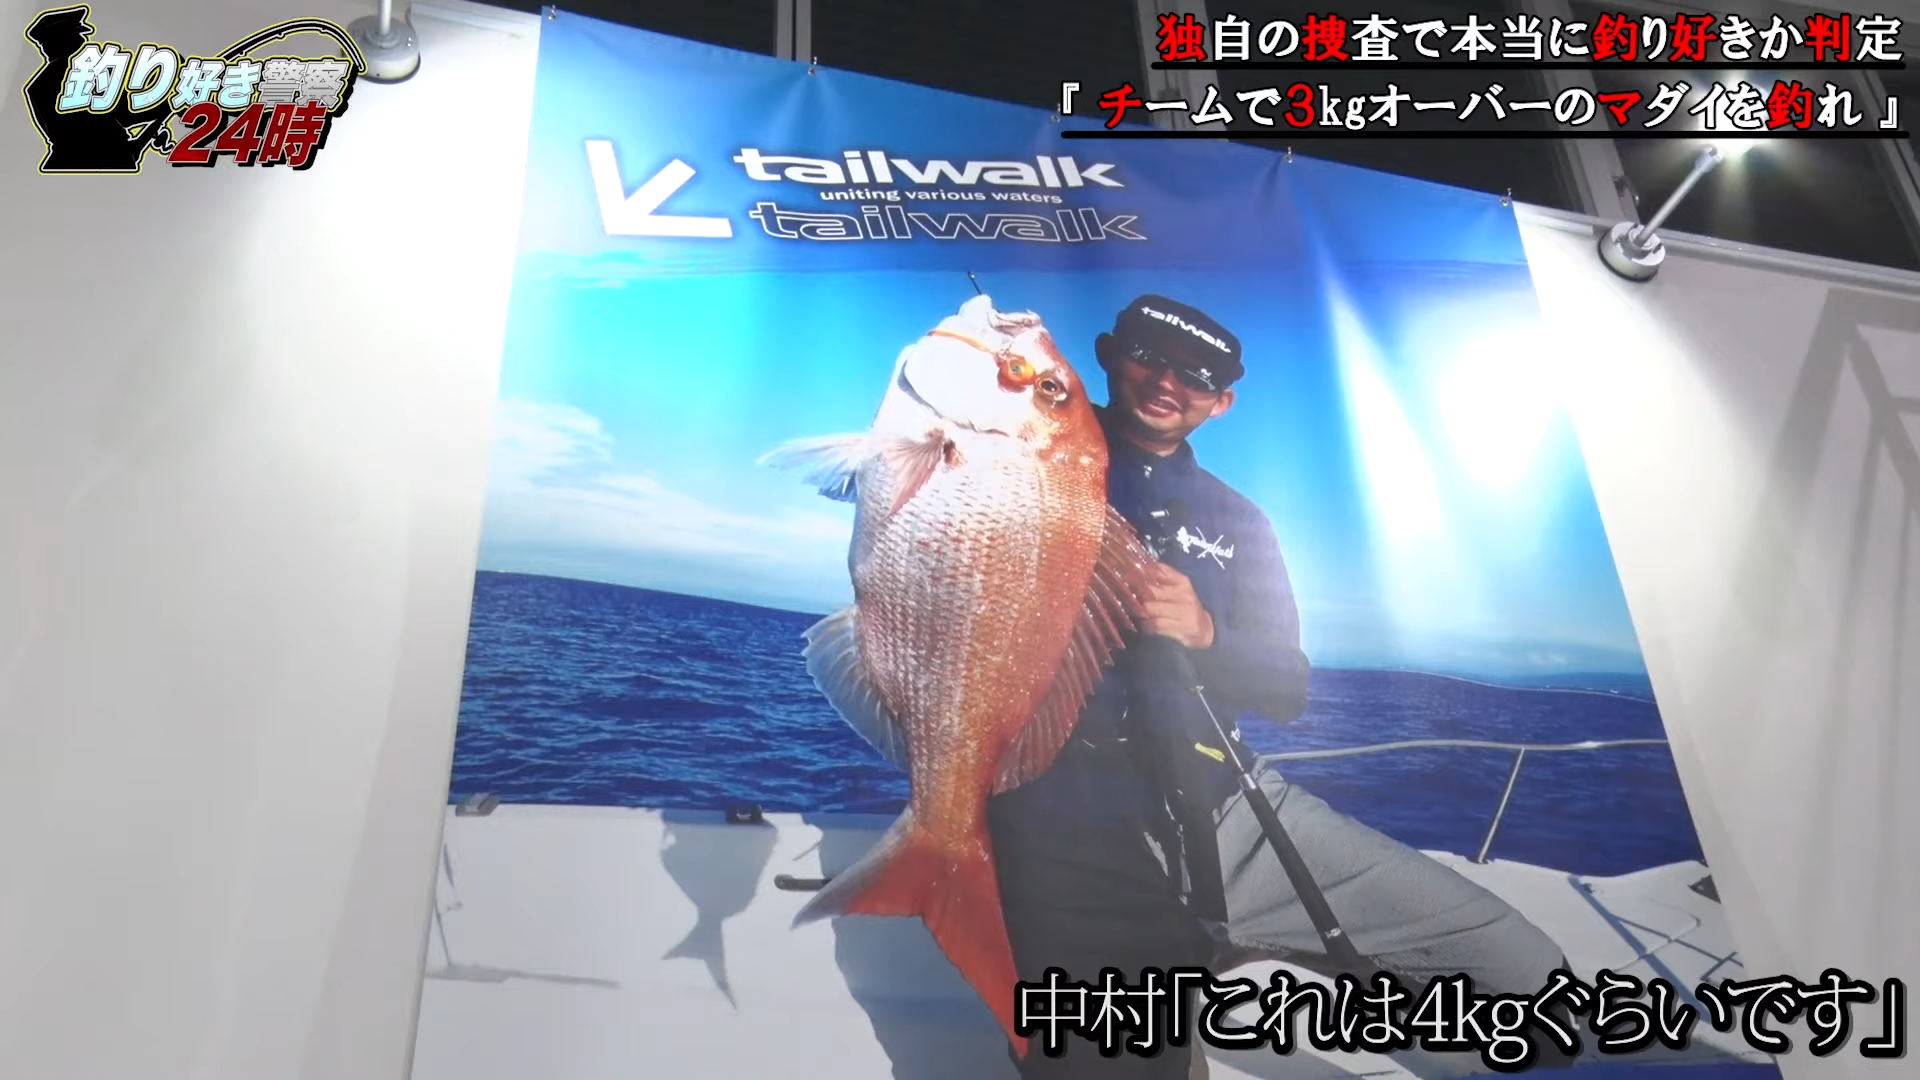 釣り好き警察
24時
独自の捜査で本当に釣り好きか判定
『チームで3kgオーバーのマダイを釣れ』
tailwalk
uniting various waters
tailwalk
tailwalk
中村「これは4kgぐらいです」